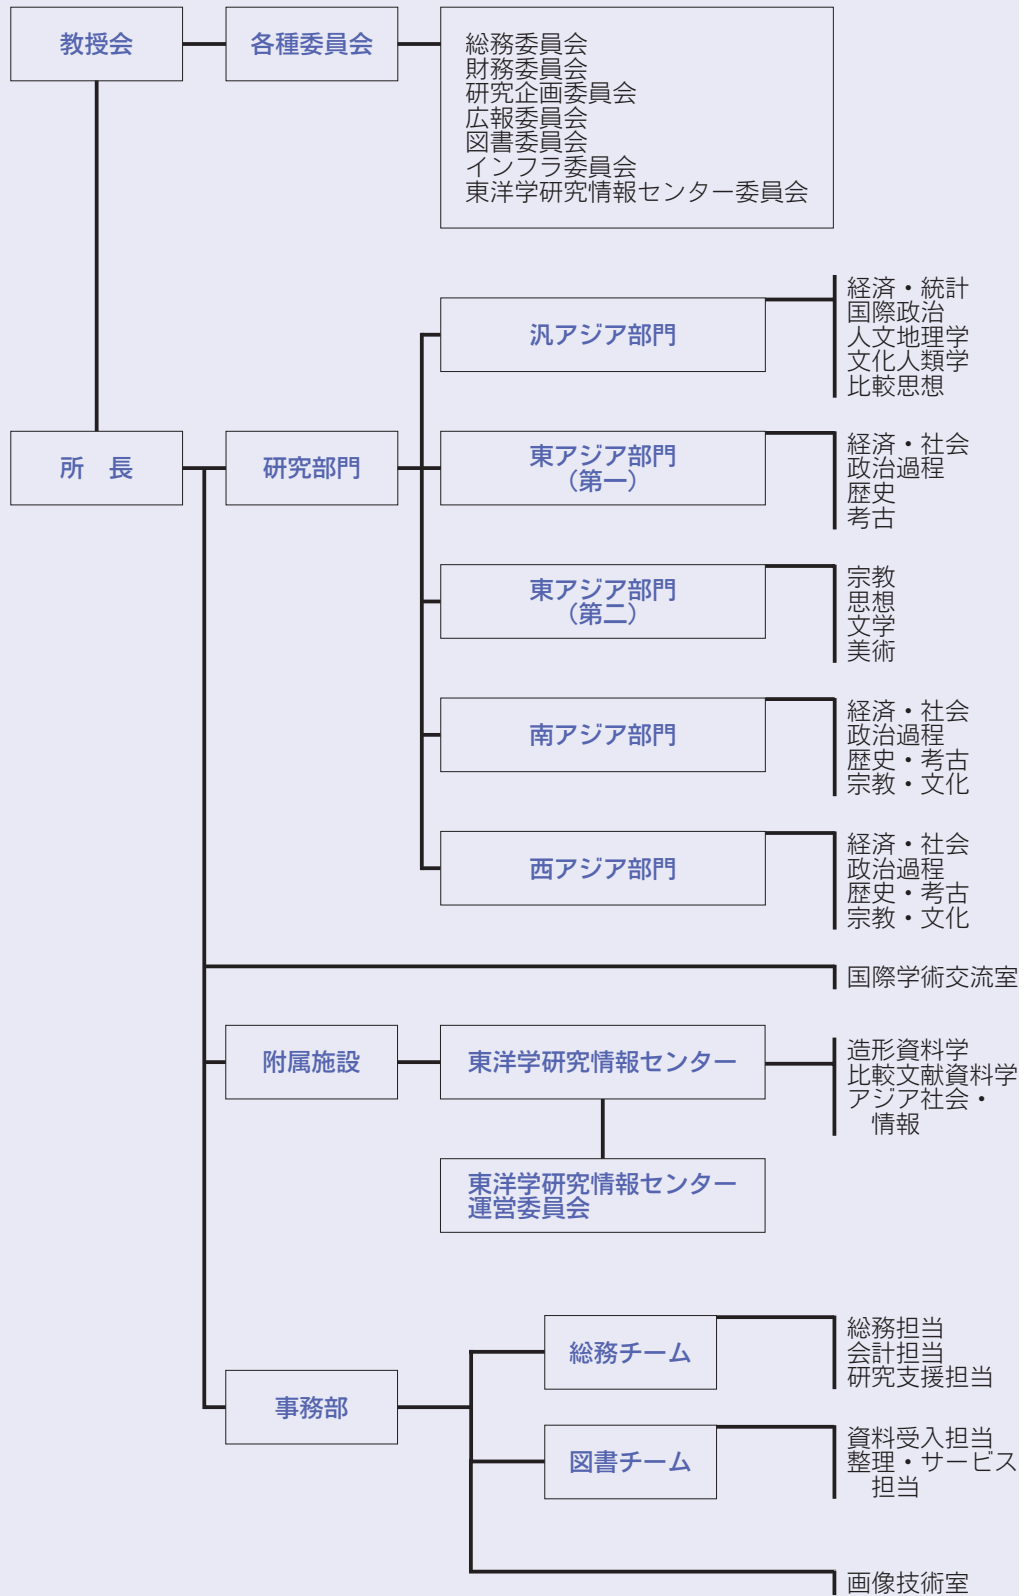 教授会
各種委員会
総務委員会
財務委員会
研究企画委員会
広報委員会
図書委員会
インフラ委員会
東洋学研究情報センター委員会
所　長
研究部門
汎アジア部門
経済・統計
国際政治
人文地理学
文化人類学
比較思想
東アジア部門
（第一）
経済・社会
政治過程
歴史
考古
東アジア部門
（第二）
宗教
思想
文学
美術
南アジア部門
経済・社会
政治過程
歴史・考古
宗教・文化
西アジア部門
経済・社会
政治過程
歴史・考古
宗教・文化
国際学術交流室
附属施設
東洋学研究情報センター
造形資料学
比較文献資料学
アジア社会・
情報
東洋学研究情報センター
運営委員会
事務部
総務チーム
総務担当
会計担当
研究支援担当
図書チーム
資料受入担当
整理・サービス
担当
画像技術室